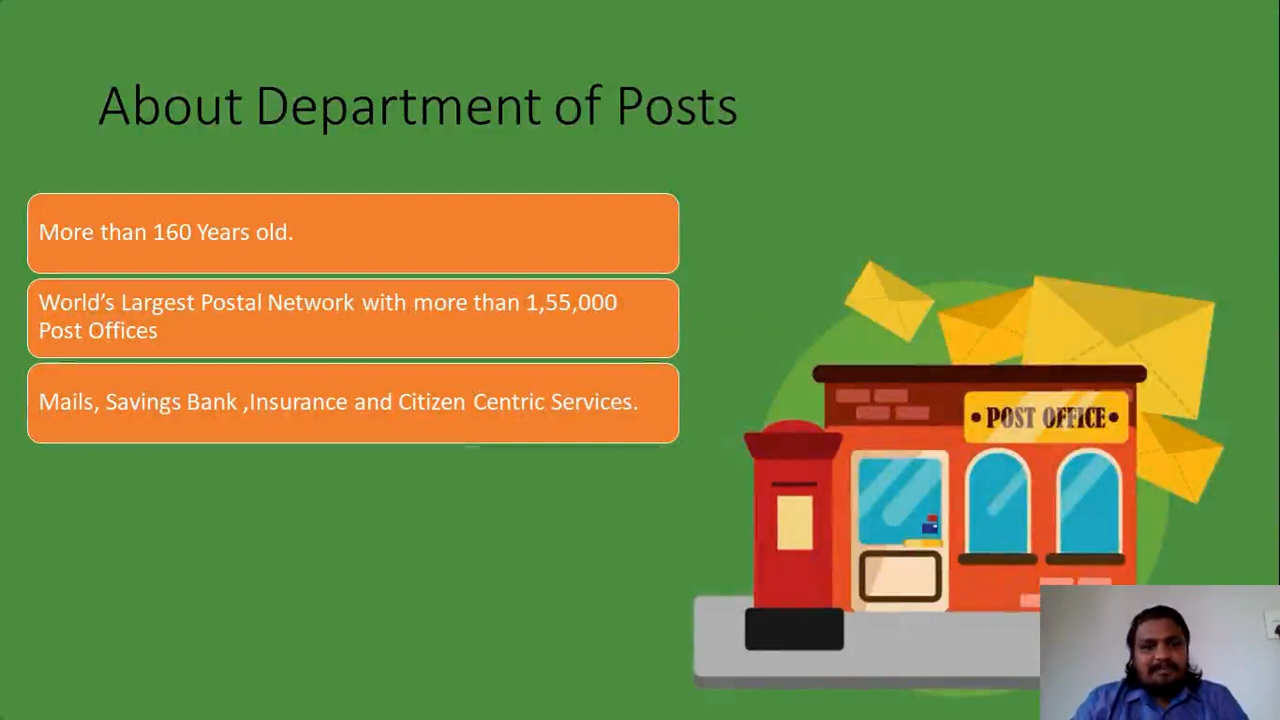 About Department of Posts
More than 160 Years old.
World’s Largest Postal Network with more than 1,55,000
Post Offices
Mails, Savings Bank ,Insurance and Citizen Centric Services.
• POST OFFICE •